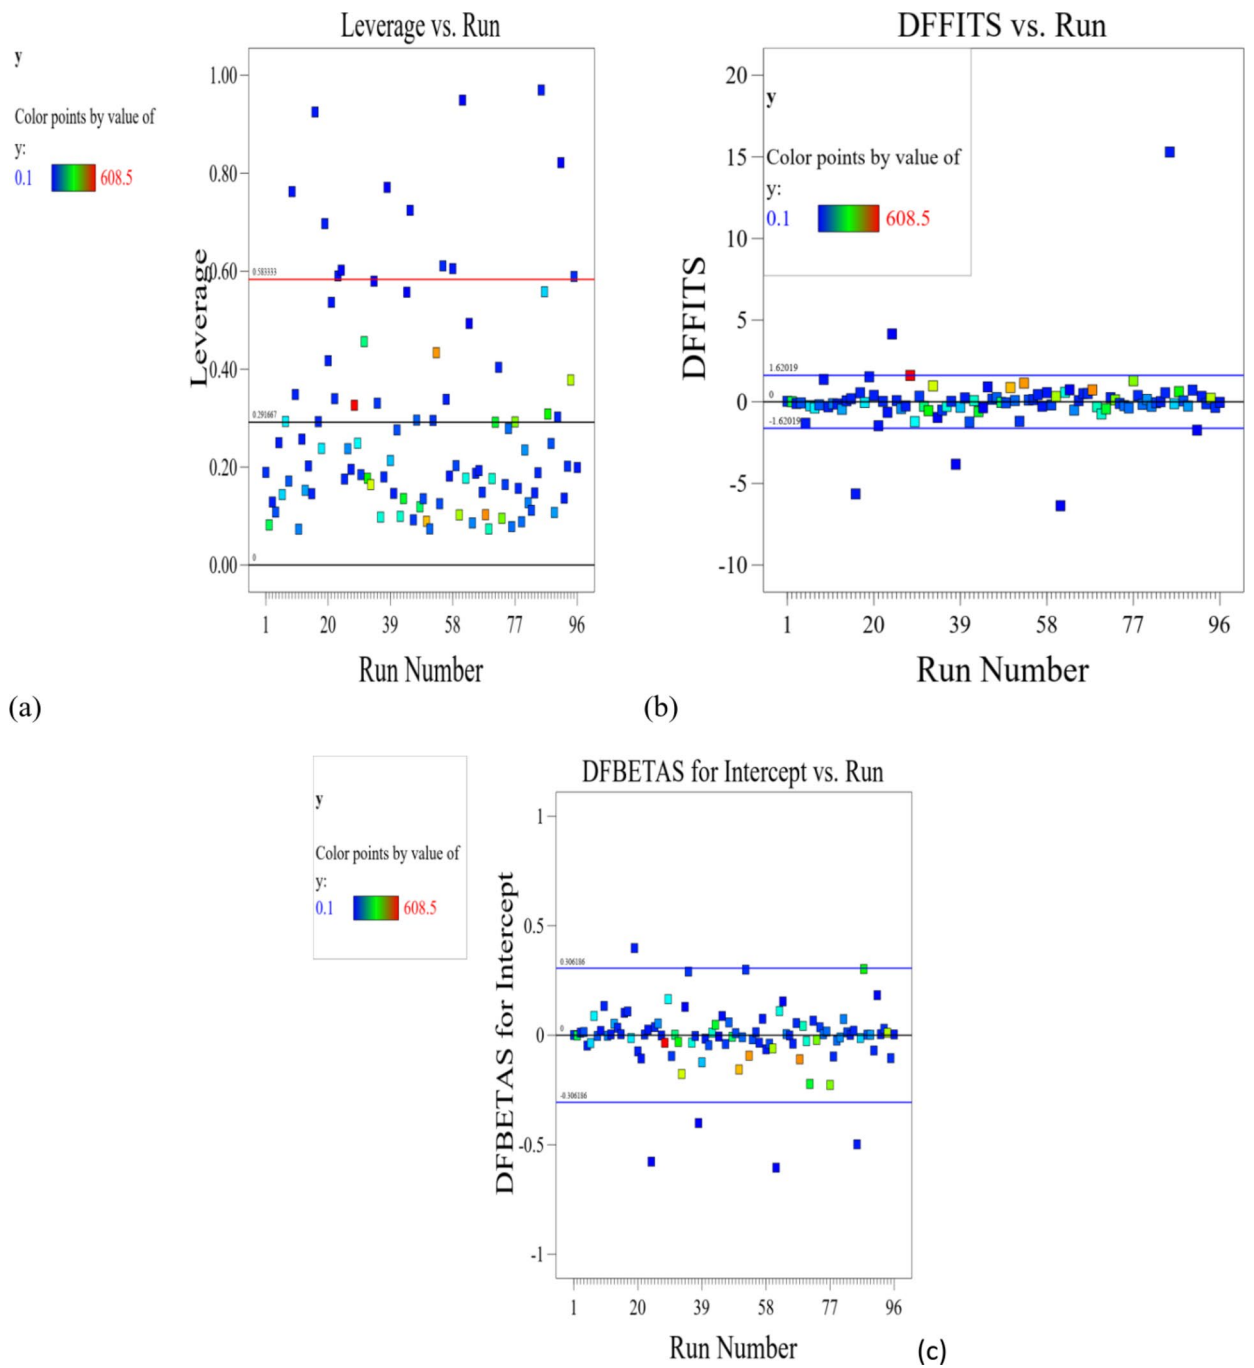 Leverage vs. Run
y
Color points by value of
y:
0.1 608.5
1.00
0.80
0.60
0.40
0.20
0.00
Leverage
0.583333
0.291667
0
1 20 39 58 77 96
Run Number
(a)
DFFITS vs. Run
y
Color points by value of
y:
0.1 608.5
20
15
10
5
0
-5
-10
DFFITS
1.62019
0
-1.62019
1 20 39 58 77 96
Run Number
(b)
DFBETAS for Intercept vs. Run
y
Color points by value of
y:
0.1 608.5
1
0.5
0
-0.5
-1
DFBETAS for Intercept
0.306186
0
-0.306186
1 20 39 58 77 96
Run Number
(c)